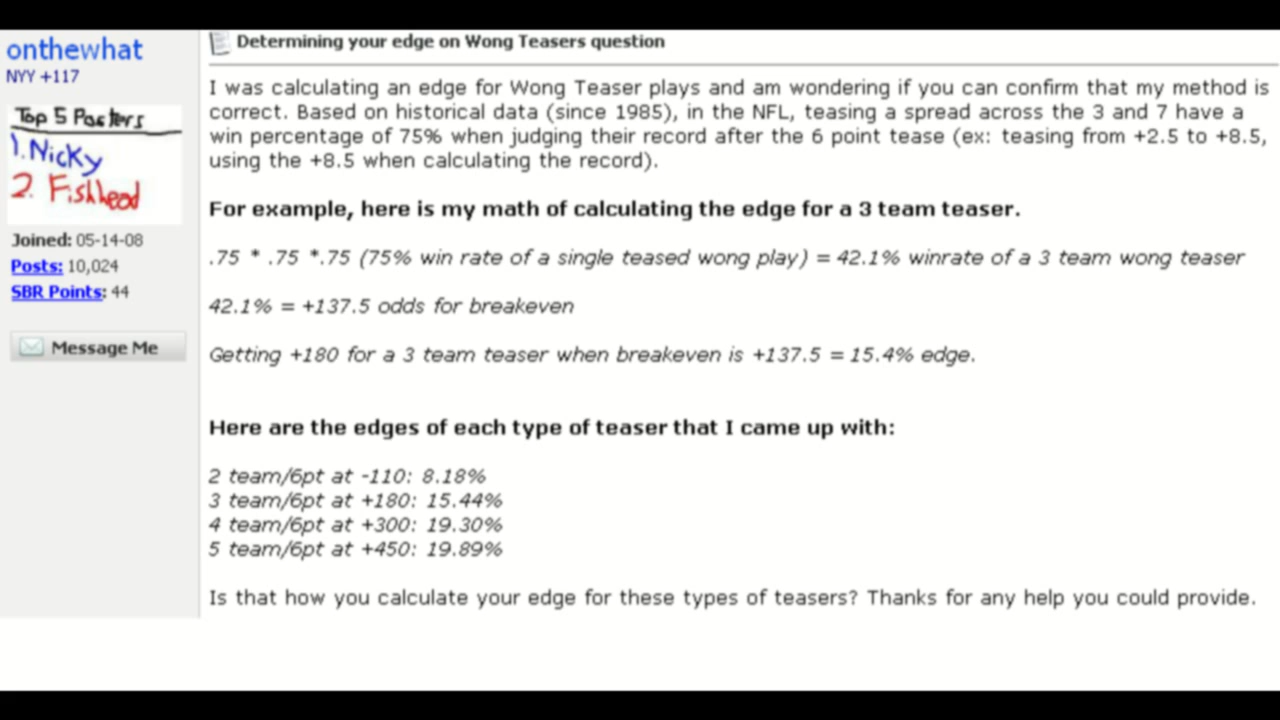 onthewhat
NYY +117
Top 5 Posters
1. Nicky
2. Fishhead
Joined: 05-14-08
Posts: 10,024
SBR Points: 44
Message Me
Determining your edge on Wong Teasers question
I was calculating an edge for Wong Teaser plays and am wondering if you can confirm that my method is
correct. Based on historical data (since 1985), in the NFL, teasing a spread across the 3 and 7 have a
win percentage of 75% when judging their record after the 6 point tease (ex: teasing from +2.5 to +8.5,
using the +8.5 when calculating the record).
For example, here is my math of calculating the edge for a 3 team teaser.
.75 * .75 *.75 (75% win rate of a single teased wong play) = 42.1% winrate of a 3 team wong teaser
42.1% = +137.5 odds for breakeven
Getting +180 for a 3 team teaser when breakeven is +137.5 = 15.4% edge.
Here are the edges of each type of teaser that I came up with:
2 team/6pt at -110: 8.18%
3 team/6pt at +180: 15.44%
4 team/6pt at +300: 19.30%
5 team/6pt at +450: 19.89%
Is that how you calculate your edge for these types of teasers? Thanks for any help you could provide.